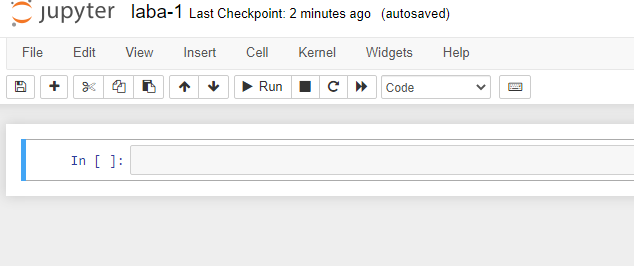 jupyter laba-1 Last Checkpoint: 2 minutes ago (autosaved)
File Edit View Insert Cell Kernel Widgets Help
Run Code
In [ ]: